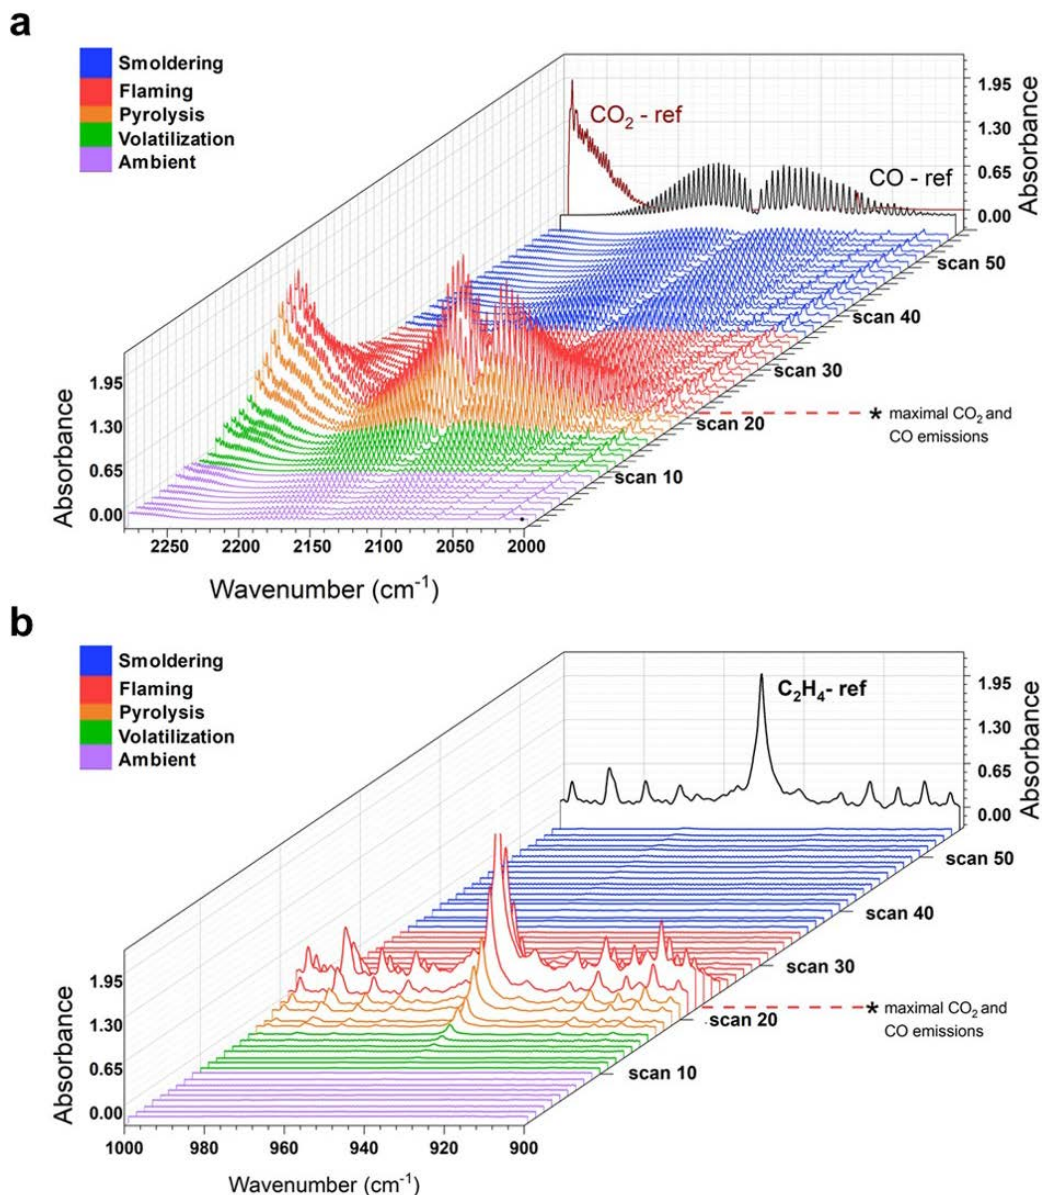 a
Smoldering
Flaming
Pyrolysis
Volatilization
Ambient
CO₂ - ref
CO - ref
1.95
1.30
0.65
0.00
Absorbance
scan 50
scan 40
scan 30
scan 20
scan 10
* maximal CO₂ and
CO emissions
1.95
1.30
0.65
0.00
Absorbance
2250 2200 2150 2100 2050 2000
Wavenumber (cm⁻¹)
b
Smoldering
Flaming
Pyrolysis
Volatilization
Ambient
C₂H₄- ref
1.95
1.30
0.65
0.00
Absorbance
scan 50
scan 40
scan 30
scan 20
scan 10
* maximal CO₂ and
CO emissions
1.95
1.30
0.65
0.00
Absorbance
1000 980 960 940 920 900
Wavenumber (cm⁻¹)